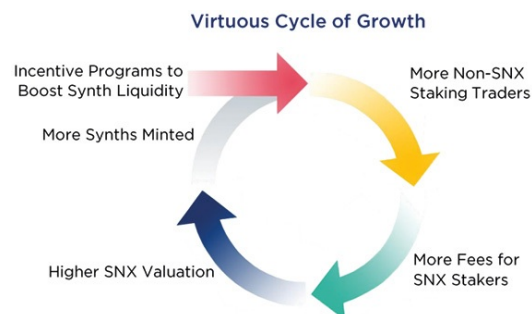 Virtuous Cycle of Growth
Incentive Programs to
Boost Synth Liquidity
More Non-SNX
Staking Traders
More Synths Minted
Higher SNX Valuation
More Fees for
SNX Stakers